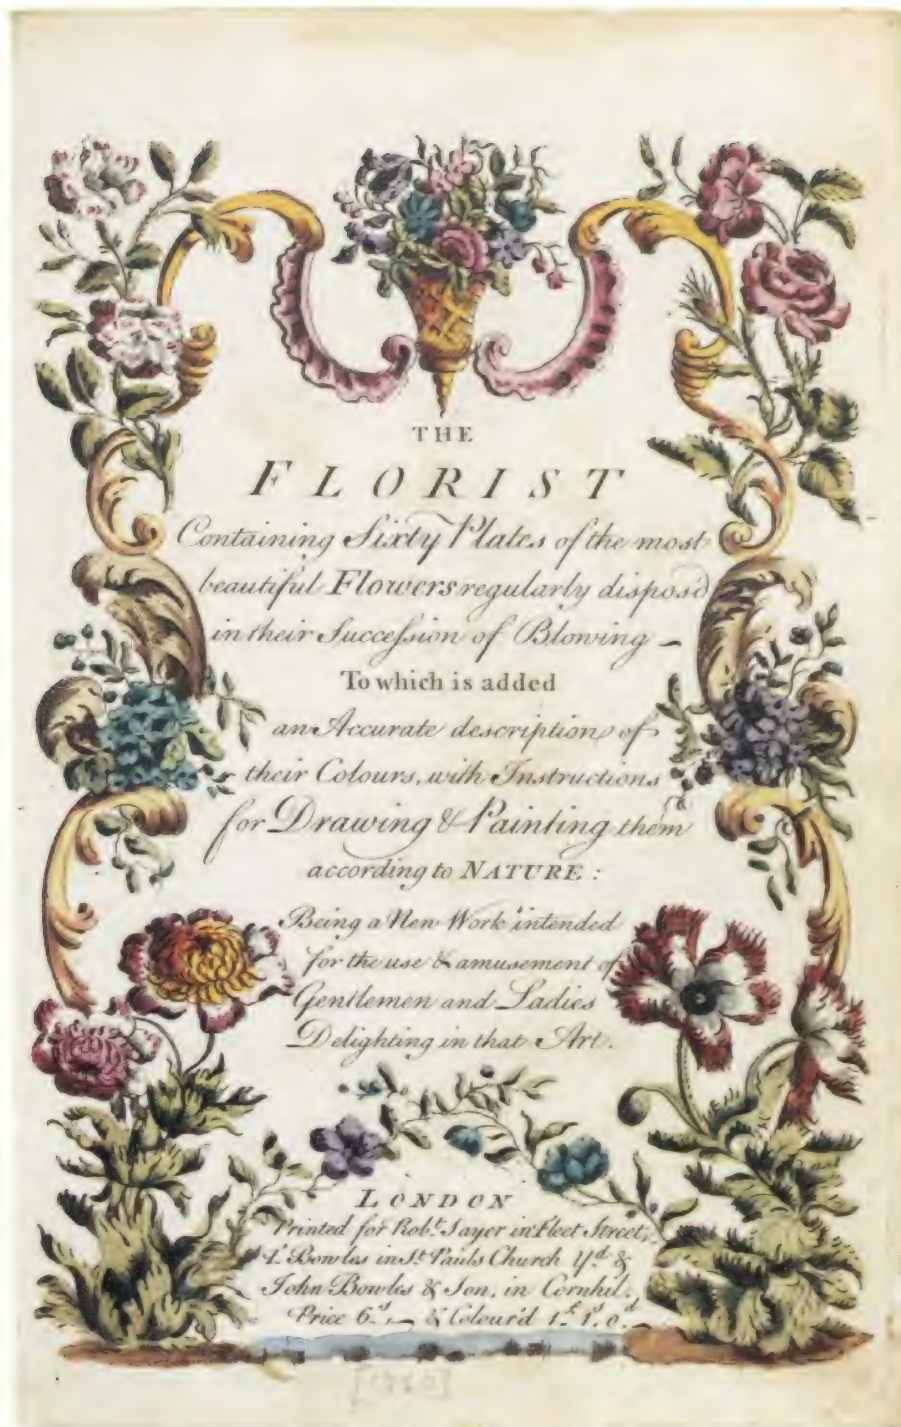 THE
FLORIST
Containing Sixty Plates of the most
beautiful Flowers regularly dispos'd
in their Succession of Blowing –
To which is added
an Accurate description of
their Colours, with Instructions
for Drawing & Painting them
according to NATURE:
Being a New Work intended
for the use & amusement of
Gentlemen and Ladies
Delighting in that Art.
LONDON
Printed for Robt. Sayer in Fleet Street,
T. Bowles in St. Pauls Church Yd. &
John Bowles & Son, in Cornhil.
Price 6s. – & Colour'd 1£. 1s. 0d.
[1760]